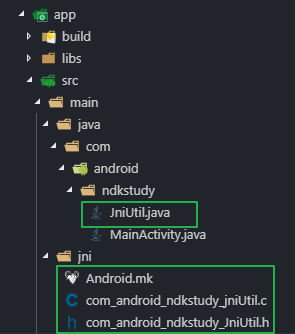 app
build
libs
src
main
java
com
android
ndkstudy
JniUtil.java
MainActivity.java
jni
Android.mk
com_android_ndkstudy_jniUtil.c
com_android_ndkstudy_JniUtil.h